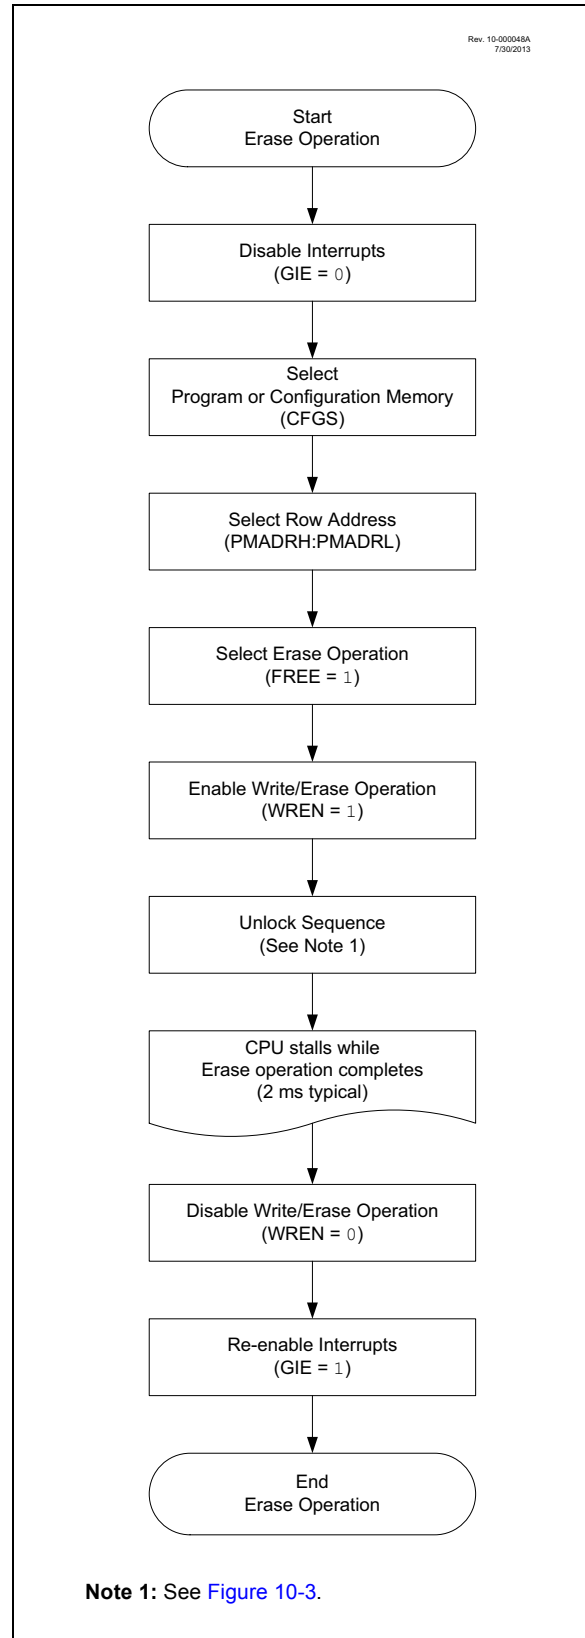 Rev. 10-000048A
7/30/2013
Start
Erase Operation
Disable Interrupts
(GIE = 0)
Select
Program or Configuration Memory
(CFGS)
Select Row Address
(PMADRH:PMADRL)
Select Erase Operation
(FREE = 1)
Enable Write/Erase Operation
(WREN = 1)
Unlock Sequence
(See Note 1)
CPU stalls while
Erase operation completes
(2 ms typical)
Disable Write/Erase Operation
(WREN = 0)
Re-enable Interrupts
(GIE = 1)
End
Erase Operation
Note 1: See Figure 10-3.